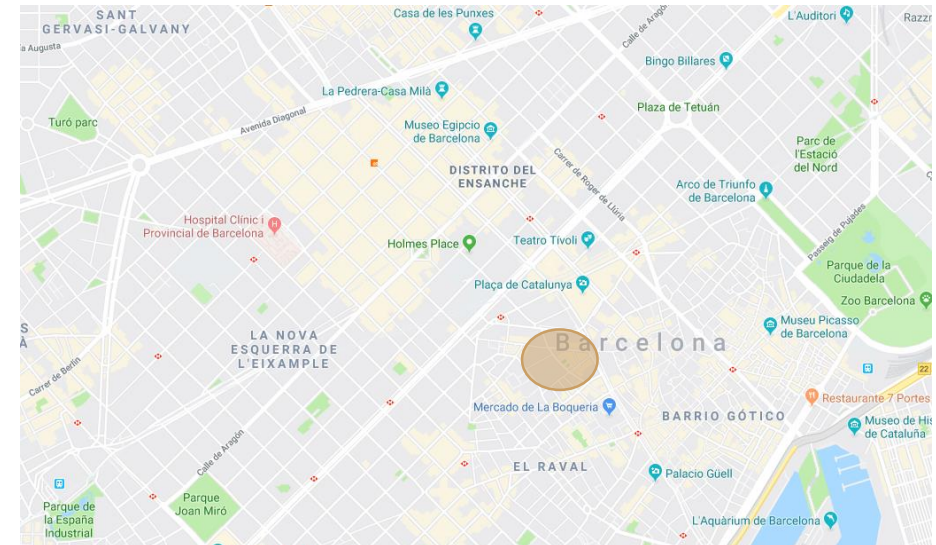 SANT
GERVASI-GALVANY
Casa de les Punxes
Calle de Aragó
L'Auditori
Razzr
a Augusta
Bingo Billares
La Pedrera-Casa Milà
Plaza de Tetuán
Turó parc
Avenida Diagonal
Museo Egipcio
de Barcelona
Parc de
l'Estació
del Nord
DISTRITO DEL
ENSANCHE
Carrer de Roger de Llúria
Arco de Triunfo
de Barcelona
Hospital Clínic i
Provincial de Barcelona
Passeig de Pujades
Holmes Place
Teatro Tívoli
Parque de la
Ciudadela
Plaça de Catalunya
Zoo Barcelona
S
À
LA NOVA
ESQUERRA DE
L'EIXAMPLE
Barcelona
Museu Picasso
de Barcelona
Carrer de Berlín
22
Mercado de La Boqueria
BARRIO GÓTICO
Restaurante 7 Portes
Museo de His
de Cataluña
Calle de Aragón
EL RAVAL
Palacio Güell
Parque
Joan Miró
Parque de
la España
Industrial
L'Aquàrium de Barcelona